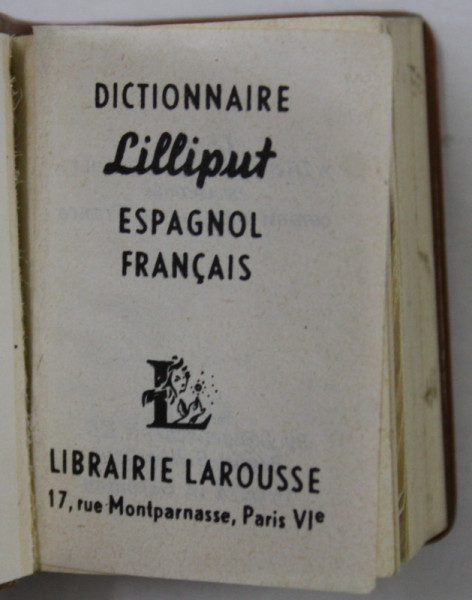 DICTIONNAIRE
Lilliput
ESPAGNOL
FRANÇAIS
L
LIBRAIRIE LAROUSSE
17, rue Montparnasse, Paris VIe